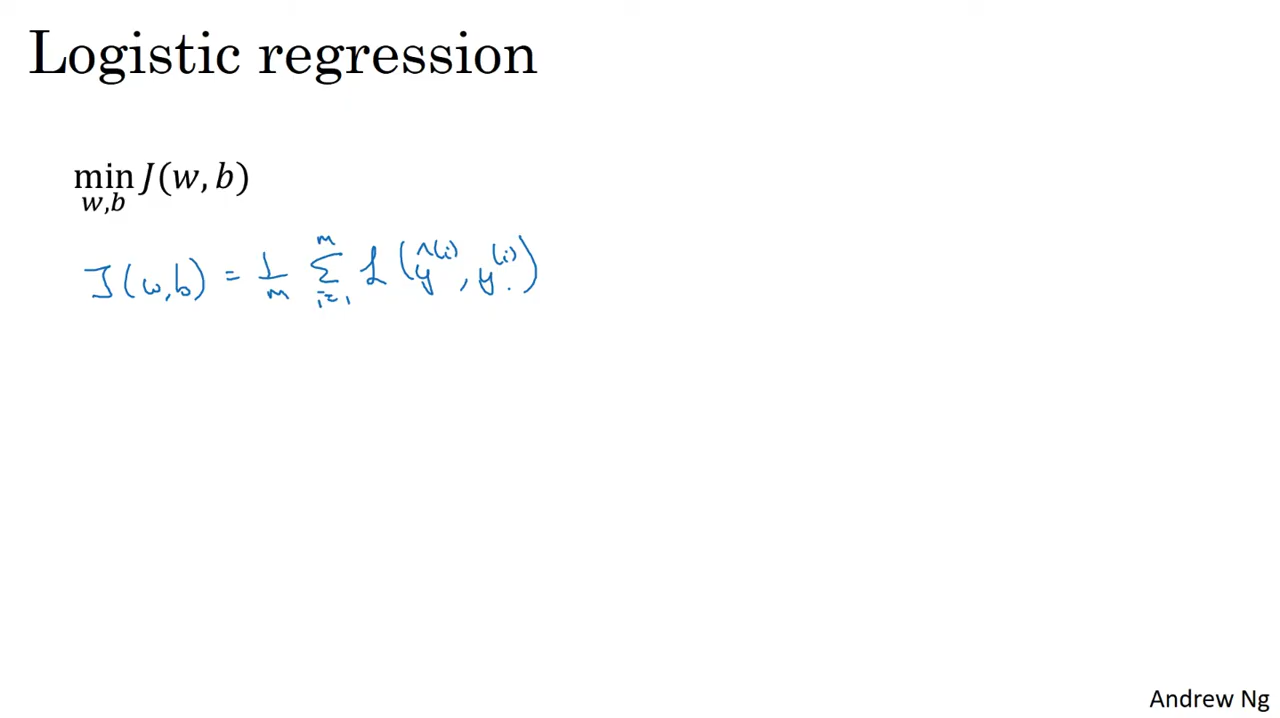 Logistic regression
min J(w, b)
w,b
J(w,b) = 1/m Σ_{i=1}^{m} ℒ(ŷ^{(i)}, y^{(i)})
Andrew Ng